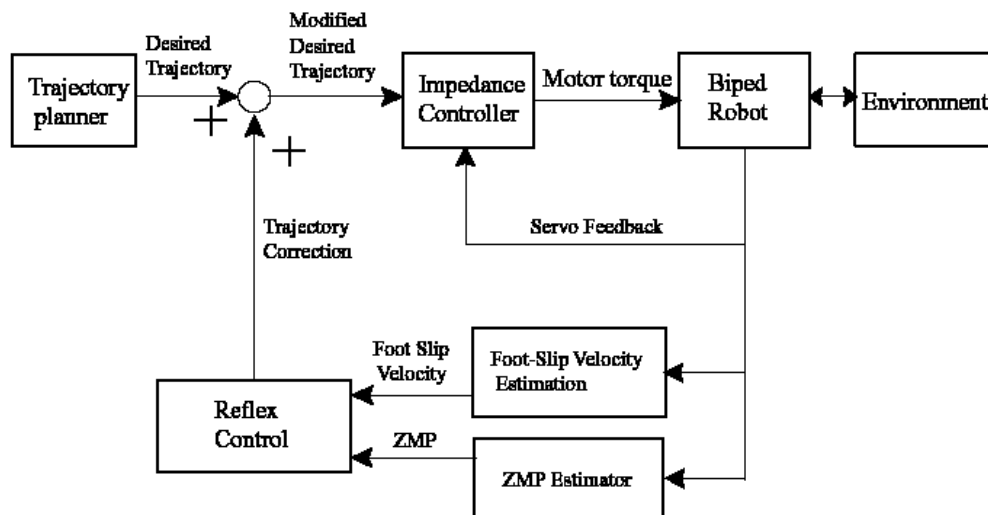 Desired
Trajectory
Modified
Desired
Trajectory
Trajectory
planner
Impedance
Controller
Motor torque
Biped
Robot
Environment
+
+
Trajectory
Correction
Servo Feedback
Foot Slip
Velocity
Foot-Slip Velocity
Estimation
Reflex
Control
ZMP
ZMP Estimator